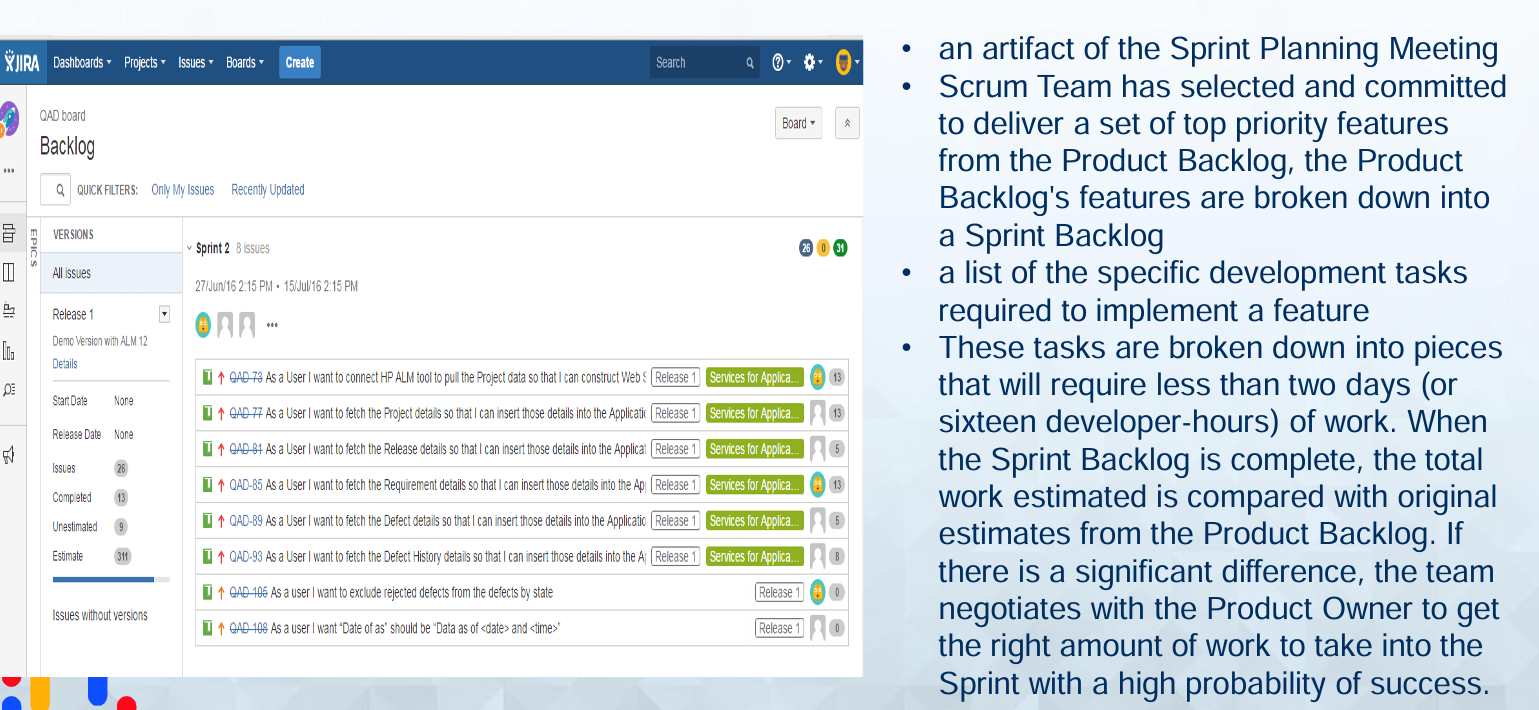 JIRA Dashboards Projects Issues Boards Create Search
QAD board
Backlog
Board
QUICK FILTERS: Only My Issues Recently Updated
EPICS
VERSIONS
All issues
Release 1
Demo Version with ALM 12
Details
Start Date None
Release Date None
Issues 26
Completed 13
Unestimated 9
Estimate 311
Issues without versions
Sprint 2 8 issues 26 0 31
27/Jun/16 2:15 PM • 15/Jul/16 2:15 PM
QAD-73 As a User I want to connect HP ALM tool to pull the Project data so that I can construct Web Release 1 Services for Applica... 13
QAD-77 As a User I want to fetch the Project details so that I can insert those details into the Applicatic Release 1 Services for Applica... 13
QAD-81 As a User I want to fetch the Release details so that I can insert those details into the Applicat Release 1 Services for Applica... 5
QAD-85 As a User I want to fetch the Requirement details so that I can insert those details into the Ap Release 1 Services for Applica... 13
QAD-89 As a User I want to fetch the Defect details so that I can insert those details into the Applicatic Release 1 Services for Applica... 5
QAD-93 As a User I want to fetch the Defect History details so that I can insert those details into the A Release 1 Services for Applica... 8
QAD-105 As a user I want to exclude rejected defects from the defects by state Release 1 0
QAD-108 As a user I want “Date of as” should be “Data as of <date> and <time>” Release 1 0
• an artifact of the Sprint Planning Meeting
• Scrum Team has selected and committed
to deliver a set of top priority features
from the Product Backlog, the Product
Backlog's features are broken down into
a Sprint Backlog
• a list of the specific development tasks
required to implement a feature
• These tasks are broken down into pieces
that will require less than two days (or
sixteen developer-hours) of work. When
the Sprint Backlog is complete, the total
work estimated is compared with original
estimates from the Product Backlog. If
there is a significant difference, the team
negotiates with the Product Owner to get
the right amount of work to take into the
Sprint with a high probability of success.